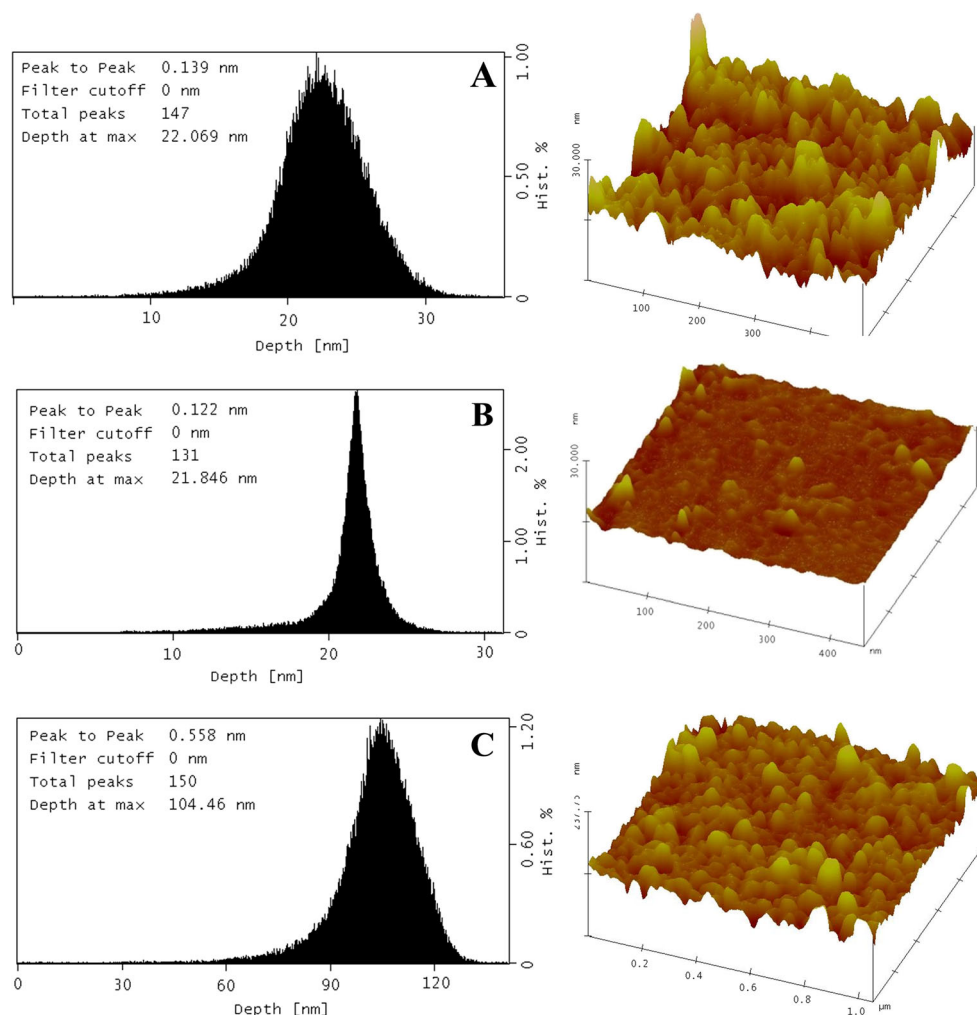 Peak to Peak 0.139 nm
Filter cutoff 0 nm
Total peaks 147
Depth at max 22.069 nm
A
1.00
0.50
0
Hist. %
10 20 30
Depth [nm]
nm
30.000
100 200 300
Peak to Peak 0.122 nm
Filter cutoff 0 nm
Total peaks 131
Depth at max 21.846 nm
B
2.00
1.00
0
Hist. %
0 10 20 30
Depth [nm]
nm
30.000
100 200 300 400
nm
Peak to Peak 0.558 nm
Filter cutoff 0 nm
Total peaks 150
Depth at max 104.46 nm
C
1.20
0.60
0
Hist. %
0 30 60 90 120
Depth [nm]
nm
0.2 0.4 0.6 0.8 1.0
µm